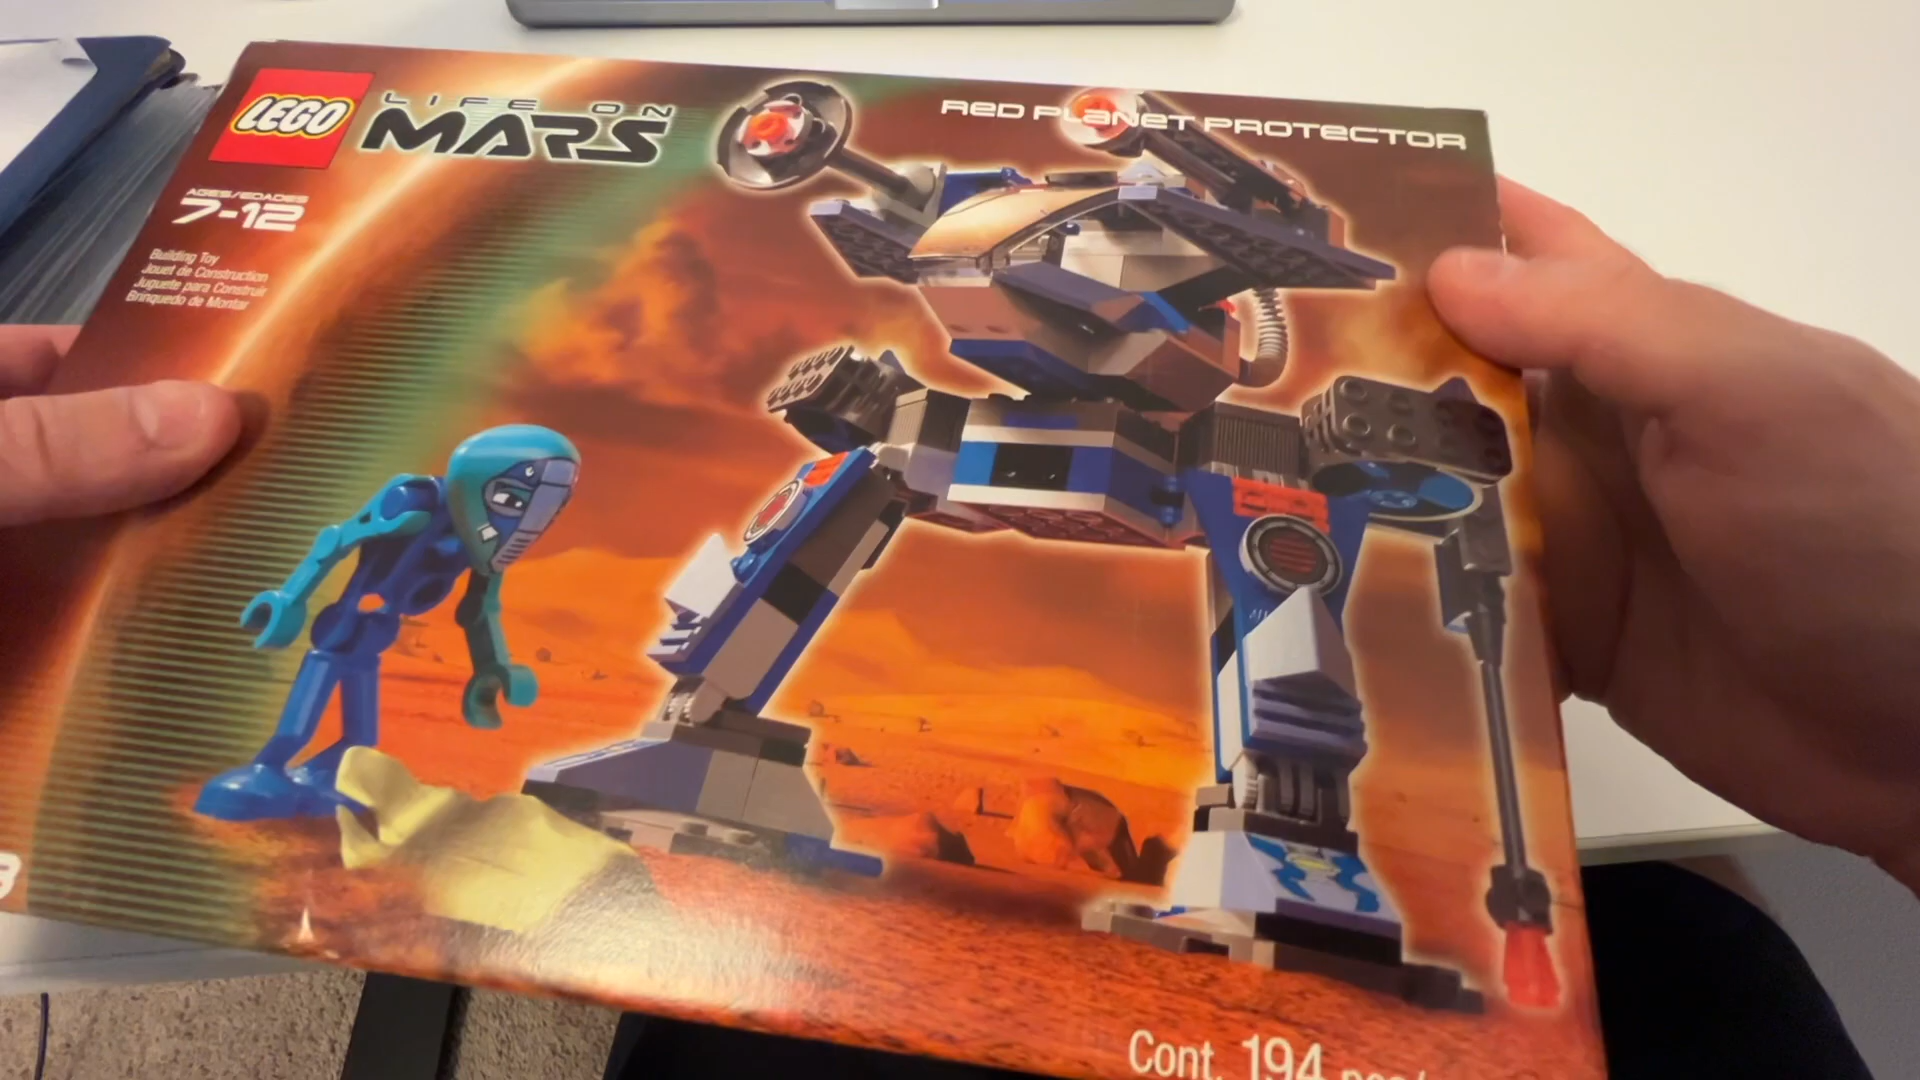 LEGO
LIFE ON
MARS
RED PLANET PROTECTOR
AGES/EDADES
7-12
Building Toy
Jouet de Construction
Juguete para Construir
Brinquedo de Montar
Cont. 194